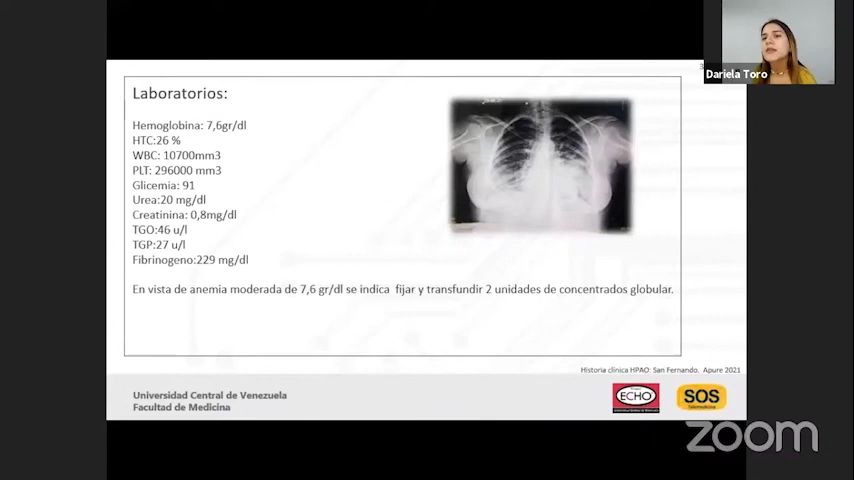 Dariela Toro
Laboratorios:
Hemoglobina: 7,6gr/dl
HTC:26 %
WBC: 10700mm3
PLT: 296000 mm3
Glicemia: 91
Urea:20 mg/dl
Creatinina: 0,8mg/dl
TGO:46 u/l
TGP:27 u/l
Fibrinogeno:229 mg/dl
En vista de anemia moderada de 7,6 gr/dl se indica fijar y transfundir 2 unidades de concentrados globular.
Historia clínica HPAO: San Fernando. Apure 2021
Universidad Central de Venezuela
Facultad de Medicina
ECHO
SOS
Telemedicina
zoom